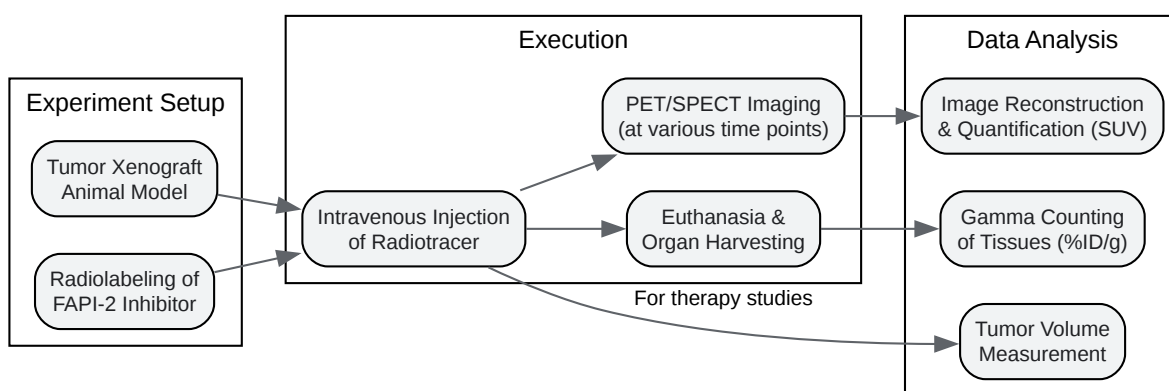 Experiment Setup
Tumor Xenograft
Animal Model
Radiolabeling of
FAPI-2 Inhibitor
Execution
PET/SPECT Imaging
(at various time points)
Intravenous Injection
of Radiotracer
Euthanasia &
Organ Harvesting
For therapy studies
Data Analysis
Image Reconstruction
& Quantification (SUV)
Gamma Counting
of Tissues (%ID/g)
Tumor Volume
Measurement